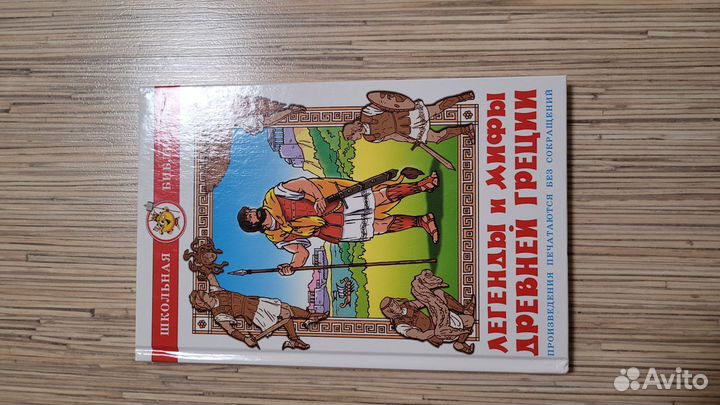 ШКОЛЬНАЯ
ЛЕГЕНДЫ И МИФЫ
ДРЕВНЕЙ ГРЕЦИИ
ПРОИЗВЕДЕНИЯ ПЕЧАТАЮТСЯ БЕЗ СОКРАЩЕНИЙ
Avito